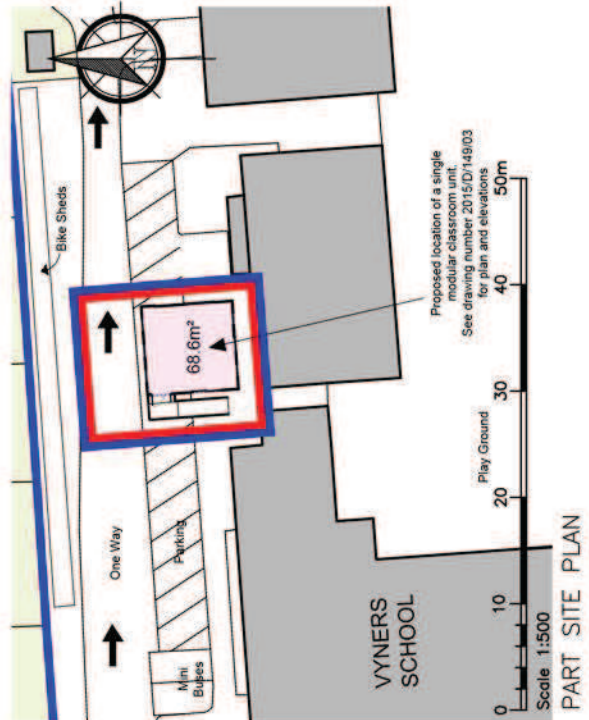 Bike Sheds
68.6m²
One Way
Parking
Mini
Buses
Proposed location of a single
modular classroom unit.
See drawing number 2015/D/149/03
for plan and elevations
Play Ground
VYNERS
SCHOOL
0 10 20 30 40 50m
Scale 1:500
PART SITE PLAN